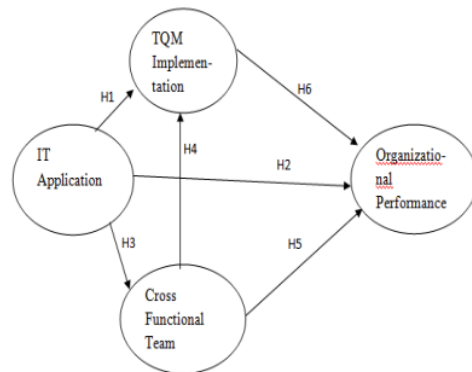 TQM
Implemen-
tation
H1
H6
H4
IT
Application
H2
Organizatio-
nal
Performance
H3
H5
Cross
Functional
Team